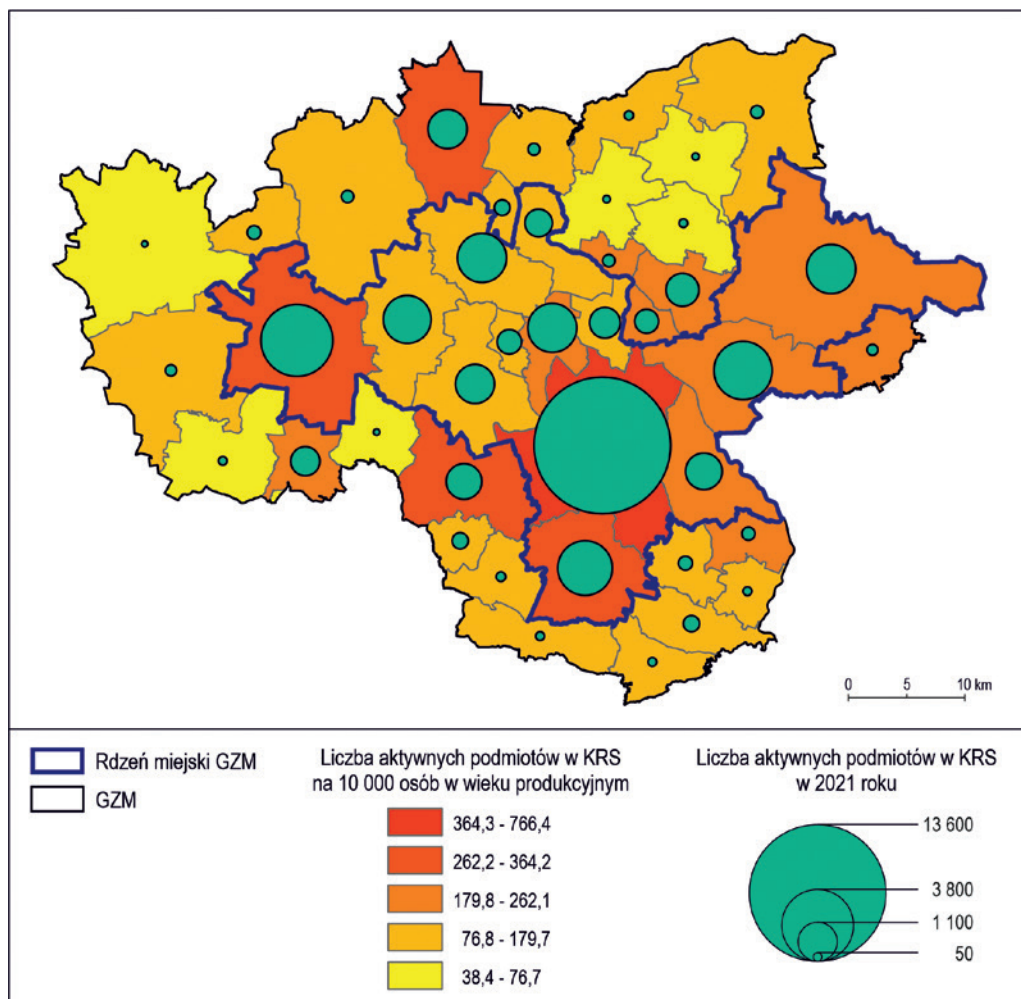 0 5 10 km
Rdzeń miejski GZM
GZM
Liczba aktywnych podmiotów w KRS
na 10 000 osób w wieku produkcyjnym
364,3 - 766,4
262,2 - 364,2
179,8 - 262,1
76,8 - 179,7
38,4 - 76,7
Liczba aktywnych podmiotów w KRS
w 2021 roku
13 600
3 800
1 100
50